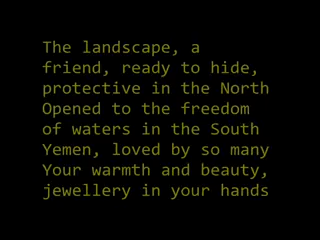 The landscape, a
friend, ready to hide,
protective in the North
Opened to the freedom
of waters in the South
Yemen, loved by so many
Your warmth and beauty,
jewellery in your hands